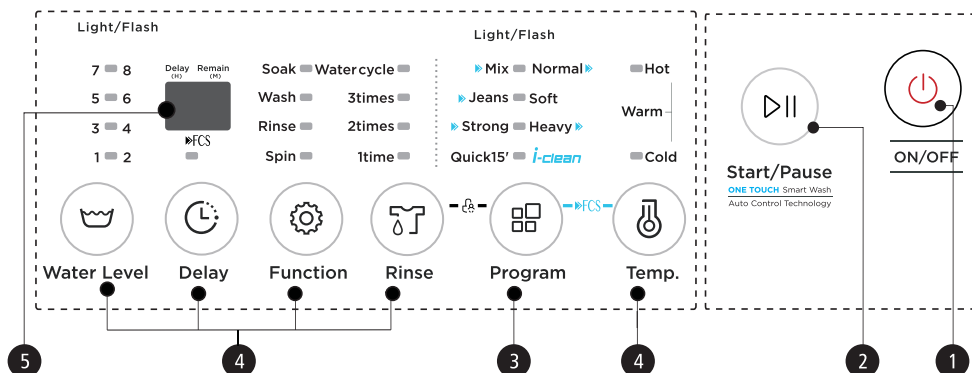 Light/Flash
7 8
5 6
3 4
1 2
Delay (H) Remain (M)
FCS
Soak Water cycle
Wash 3times
Rinse 2times
Spin 1time
Light/Flash
Mix Normal
Jeans Soft
Strong Heavy
Quick15' i-clean
Hot
Warm
Cold
FCS
Water Level Delay Function Rinse Program Temp.
Start/Pause
ONE TOUCH Smart Wash
Auto Control Technology
ON/OFF
5 4 3 4 2 1